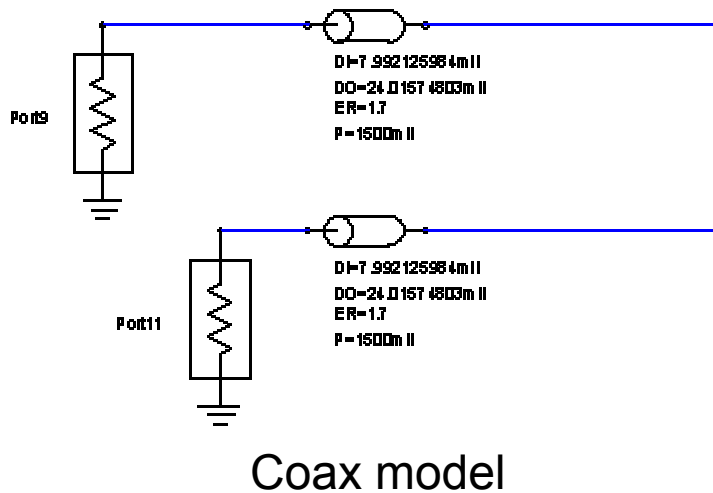 Port9
DI=7.992125984mil
DO=24.01574803mil
ER=1.7
P=1500mil
Port11
DI=7.992125984mil
DO=24.01574803mil
ER=1.7
P=1500mil
Coax model